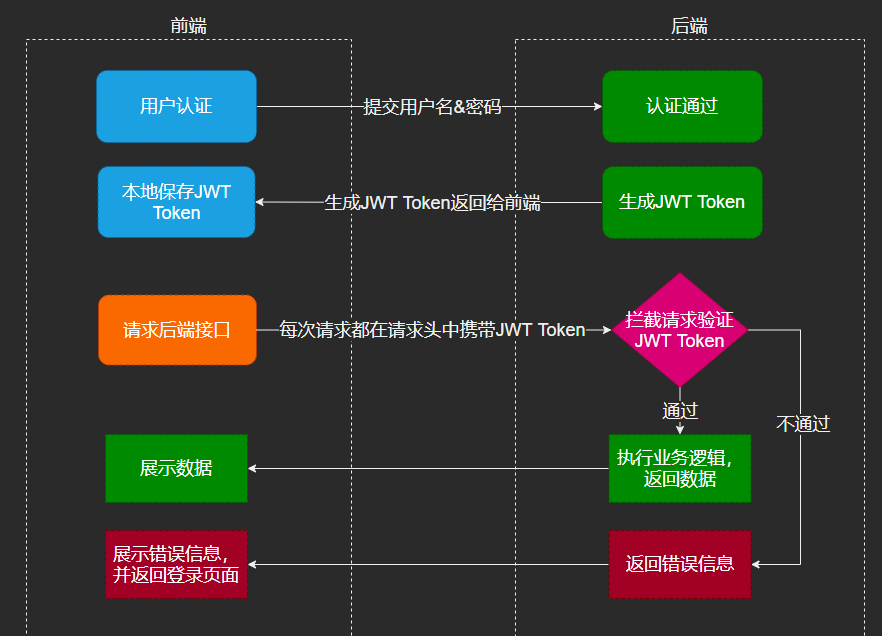 前端
后端
用户认证
提交用户名&密码
认证通过
本地保存JWT
Token
生成JWT Token返回给前端
生成JWT Token
请求后端接口
每次请求都在请求头中携带JWT Token
拦截请求验证
JWT Token
通过
不通过
展示数据
执行业务逻辑，
返回数据
展示错误信息，
并返回登录页面
返回错误信息